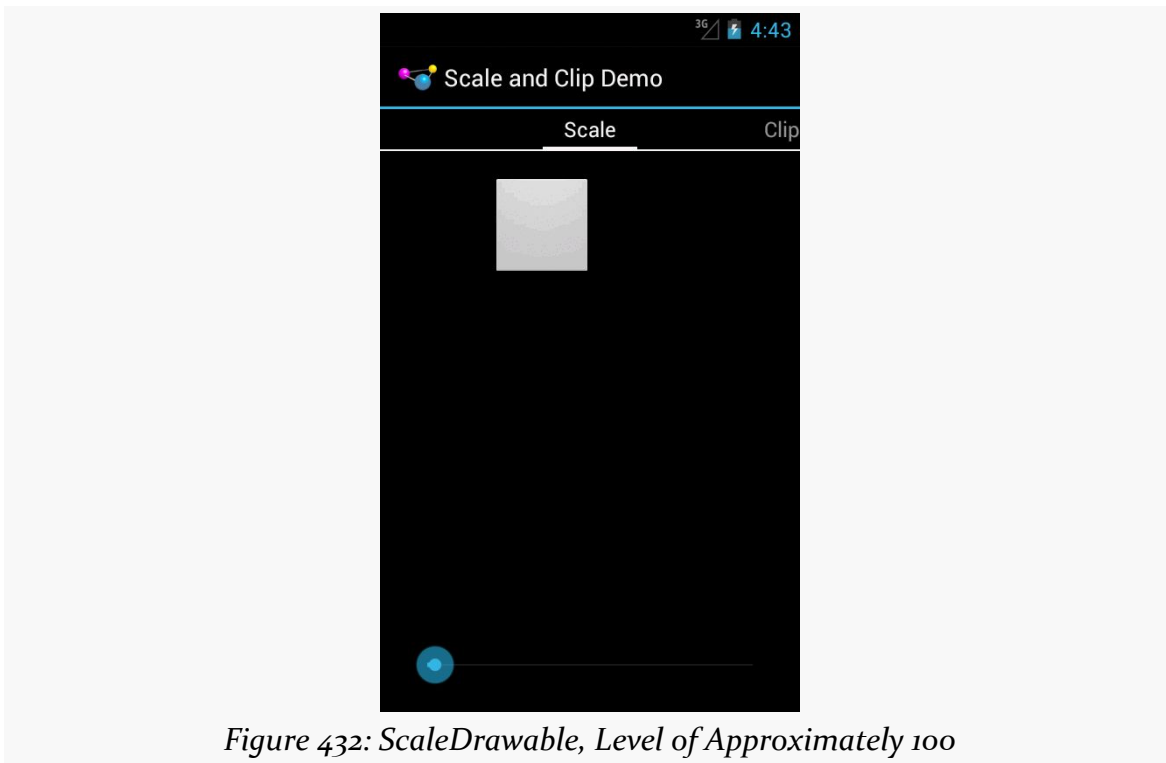 3G 4:43
Scale and Clip Demo
Scale Clip
Figure 432: ScaleDrawable, Level of Approximately 100